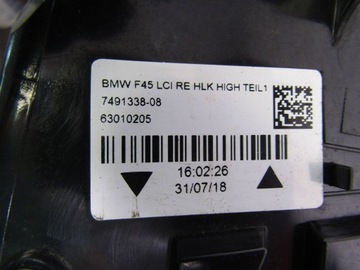 BMW F45 LCI RE HLK HIGH TEIL1
7491338-08
63010205
16:02:26
31/07/18